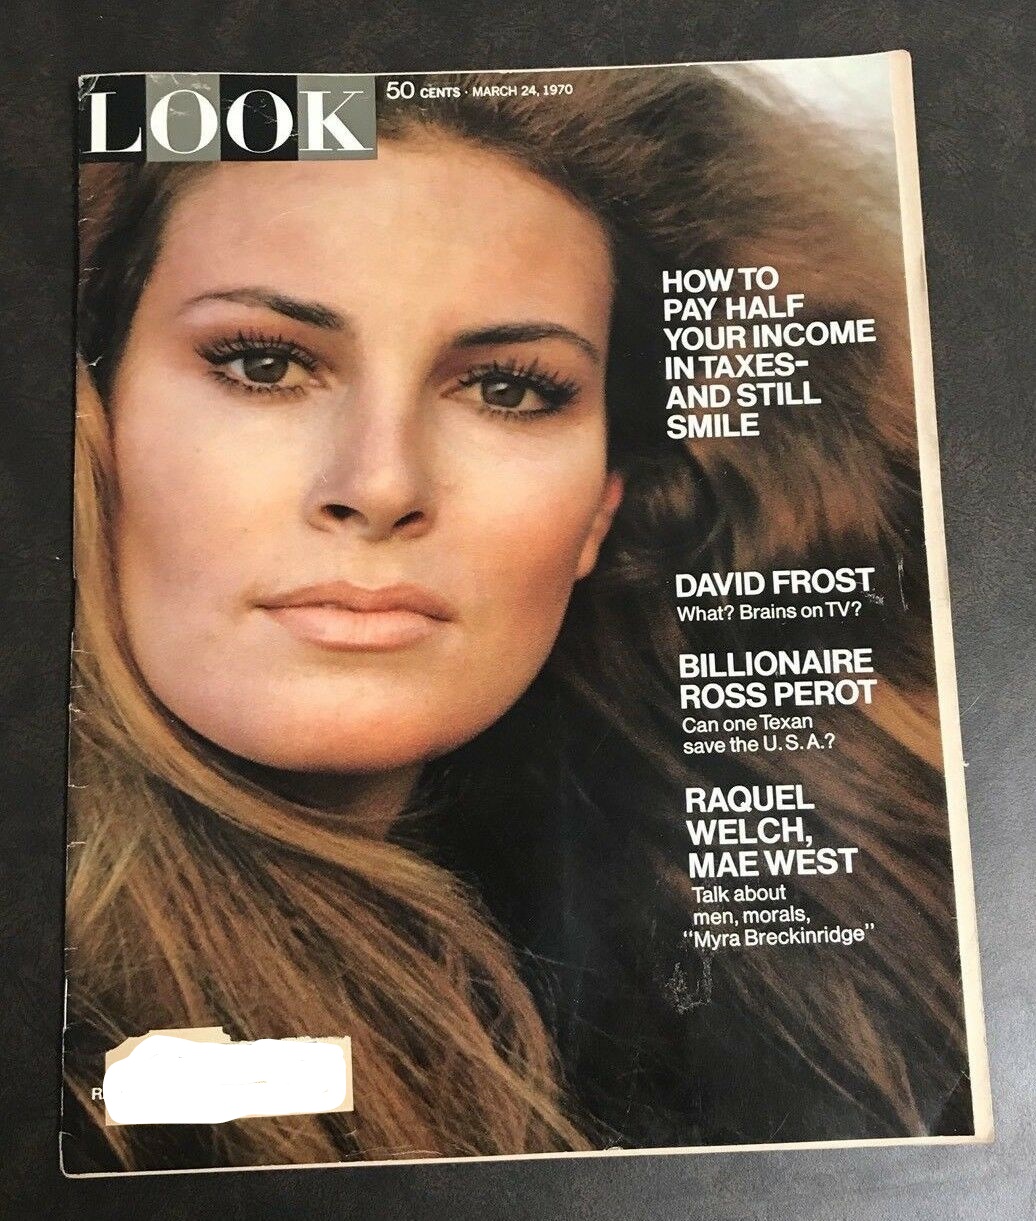 LOOK
50 CENTS · MARCH 24, 1970
HOW TO
PAY HALF
YOUR INCOME
IN TAXES-
AND STILL
SMILE
DAVID FROST
What? Brains on TV?
BILLIONAIRE
ROSS PEROT
Can one Texan
save the U.S.A.?
RAQUEL
WELCH,
MAE WEST
Talk about
men, morals,
"Myra Breckinridge"